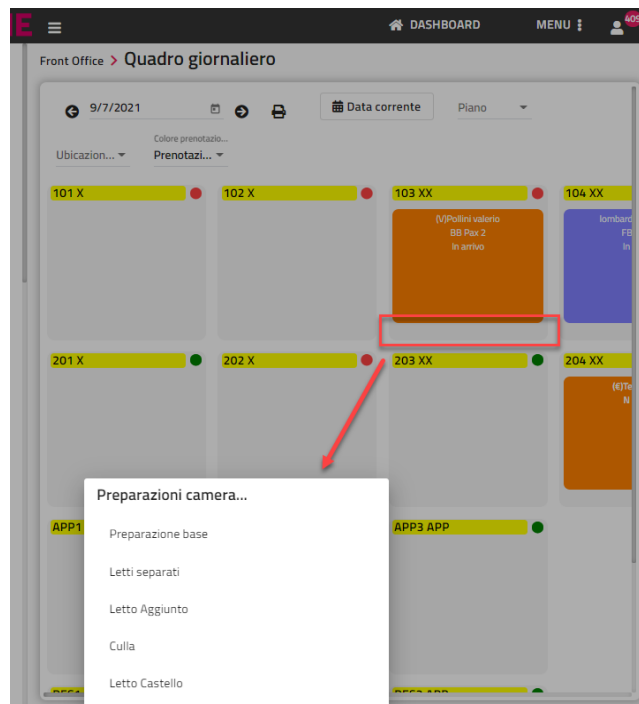 E
DASHBOARD
MENU
409
Front Office > Quadro giornaliero
9/7/2021
Data corrente
Piano
Ubicazion...
Colore prenotazio...
Prenotazi...
101 X
102 X
103 XX
104 XX
(V)Pollini valerio
BB Pax 2
In arrivo
lombard
FB
In
201 X
202 X
203 XX
204 XX
(€)Te
N
Preparazioni camera...
APP1
APP3 APP
Preparazione base
Letti separati
Letto Aggiunto
Culla
Letto Castello